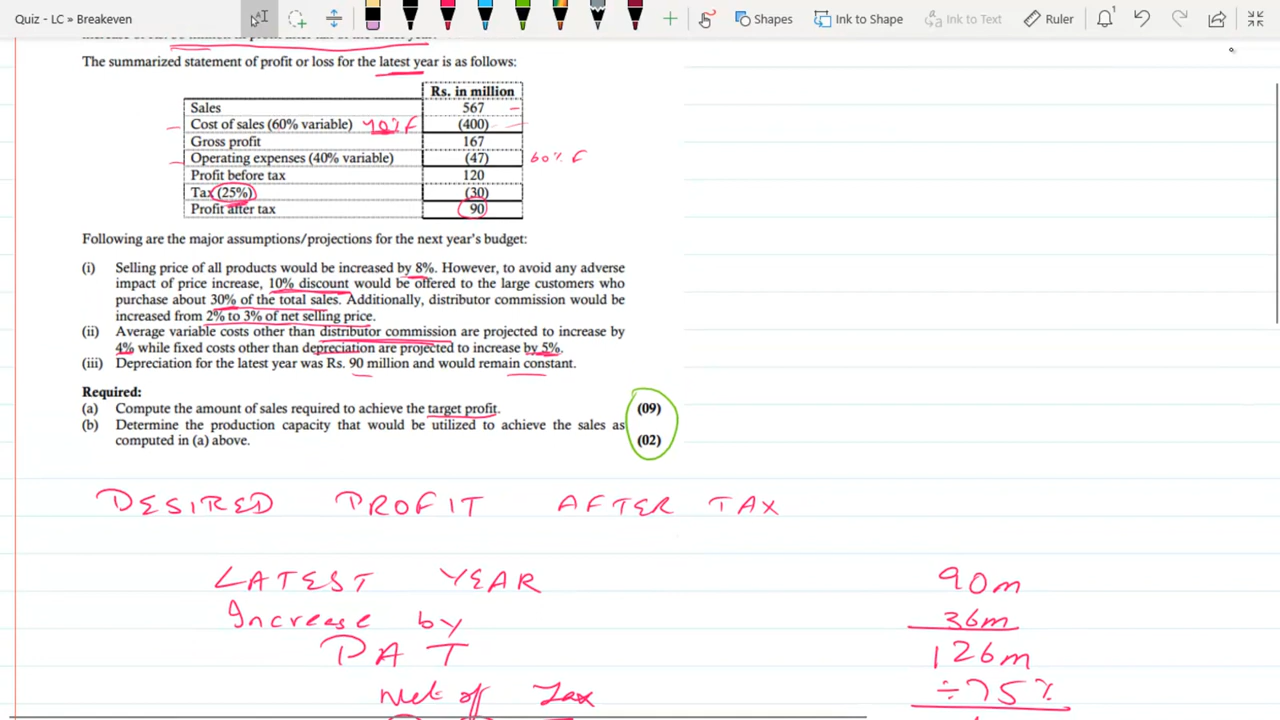 Quiz - LC » Breakeven
Shapes
Ink to Shape
Ink to Text
Ruler
The summarized statement of profit or loss for the latest year is as follows:
Rs. in million
Sales 567
Cost of sales (60% variable) 40% F (400)
Gross profit 167
Operating expenses (40% variable) (47) 60% F
Profit before tax 120
Tax (25%) (30)
Profit after tax 90
Following are the major assumptions/projections for the next year's budget:
(i) Selling price of all products would be increased by 8%. However, to avoid any adverse
impact of price increase, 10% discount would be offered to the large customers who
purchase about 30% of the total sales. Additionally, distributor commission would be
increased from 2% to 3% of net selling price.
(ii) Average variable costs other than distributor commission are projected to increase by
4% while fixed costs other than depreciation are projected to increase by 5%.
(iii) Depreciation for the latest year was Rs. 90 million and would remain constant.
Required:
(a) Compute the amount of sales required to achieve the target profit. (09)
(b) Determine the production capacity that would be utilized to achieve the sales as
computed in (a) above. (02)
DESIRED PROFIT AFTER TAX
LATEST YEAR 90m
Increase by 36m
PAT 126m
Net of Tax ÷75%